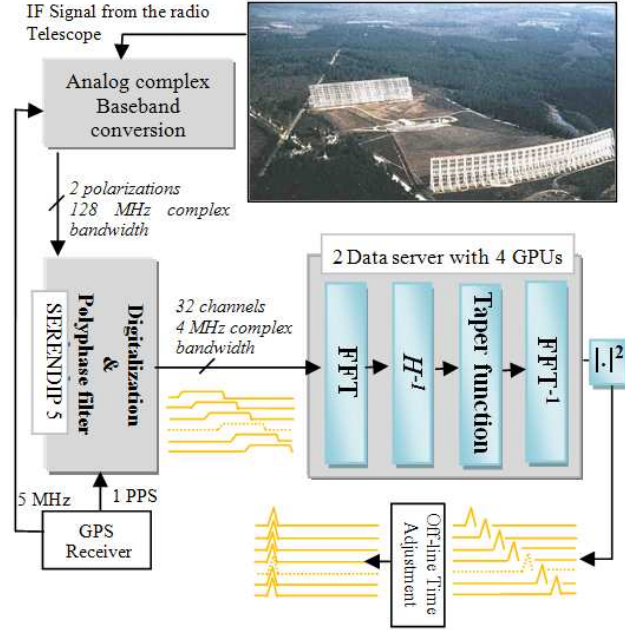 IF Signal from the radio
Telescope
Analog complex
Baseband
conversion
2 polarizations
128 MHz complex
bandwidth
Digitalization
&
Polyphase filter
SERENDIP 5
32 channels
4 MHz complex
bandwidth
2 Data server with 4 GPUs
FFT
H⁻¹
Taper function
FFT⁻¹
|.|²
5 MHz
1 PPS
GPS
Receiver
Off-line Time
Adjustment